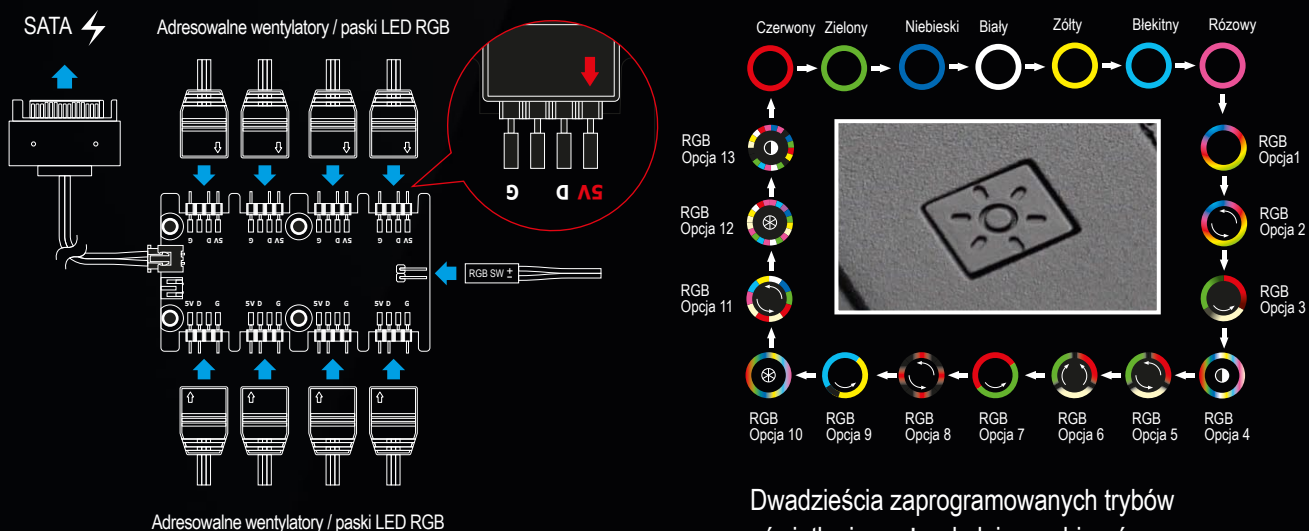 SATA
Adresowalne wentylatory / paski LED RGB
G D 5V
G D 5V
G D 5V
G D 5V
G D 5V
RGB SW ±
5V D G
5V D G
5V D G
5V D G
Adresowalne wentylatory / paski LED RGB
Czerwony Zielony Niebieski Biały Żółty Błekitny Rózowy
RGB
Opcja1
RGB
Opcja 2
RGB
Opcja 3
RGB
Opcja 4
RGB
Opcja 5
RGB
Opcja 6
RGB
Opcja 7
RGB
Opcja 8
RGB
Opcja 9
RGB
Opcja 10
RGB
Opcja 11
RGB
Opcja 12
RGB
Opcja 13
Dwadzieścia zaprogramowanych trybów